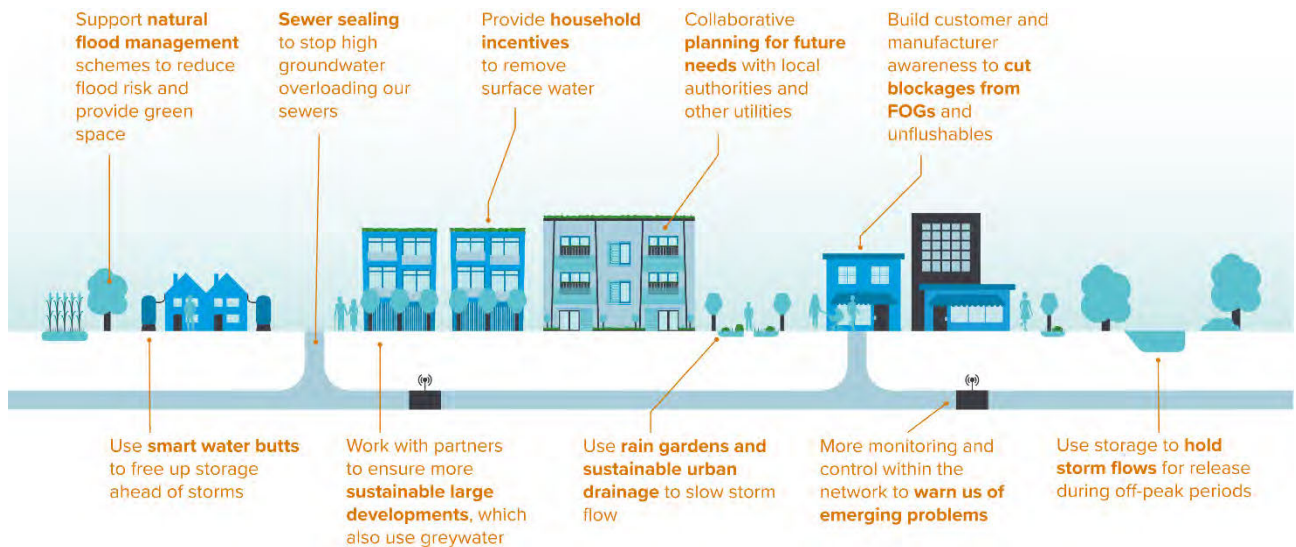 Support natural
flood management
schemes to reduce
flood risk and
provide green
space
Sewer sealing
to stop high
groundwater
overloading our
sewers
Provide household
incentives
to remove
surface water
Collaborative
planning for future
needs with local
authorities and
other utilities
Build customer and
manufacturer
awareness to cut
blockages from
FOGs and
unflushables
Use smart water butts
to free up storage
ahead of storms
Work with partners
to ensure more
sustainable large
developments, which
also use greywater
Use rain gardens and
sustainable urban
drainage to slow storm
flow
More monitoring and
control within the
network to warn us of
emerging problems
Use storage to hold
storm flows for release
during off-peak periods